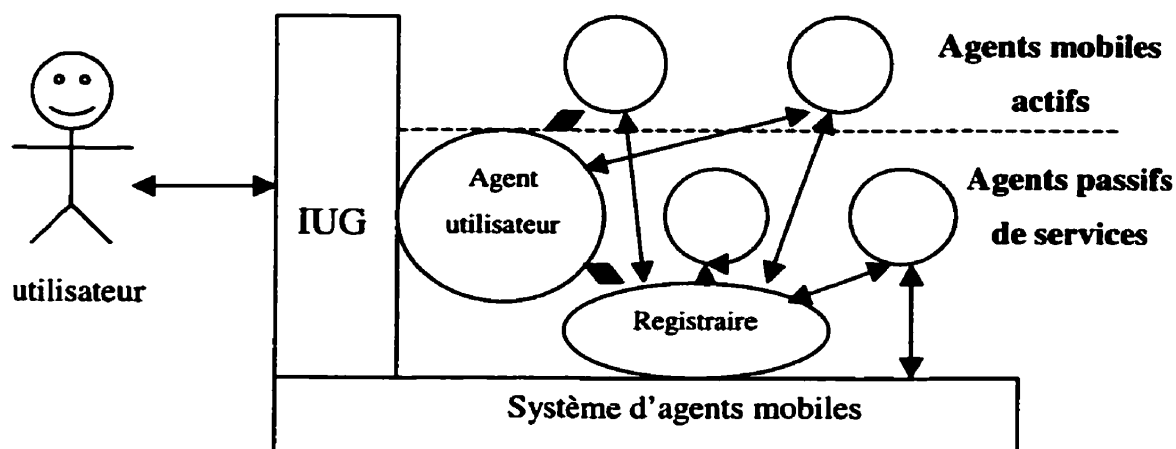 Agents mobiles
actifs
Agent
utilisateur
IUG
Agents passifs
de services
utilisateur
Registraire
Système d'agents mobiles